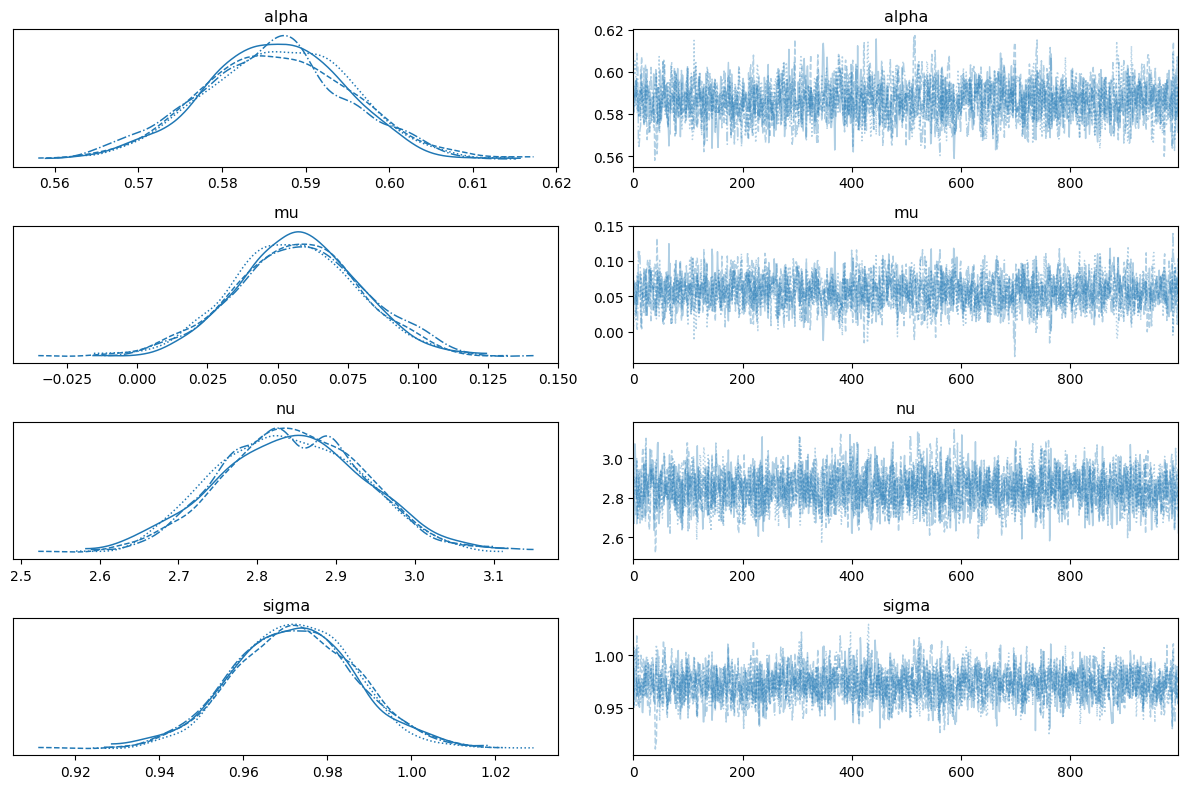 alpha
0.56 0.57 0.58 0.59 0.60 0.61 0.62
alpha
0.62
0.60
0.58
0.56
0 200 400 600 800
mu
−0.025 0.000 0.025 0.050 0.075 0.100 0.125 0.150
mu
0.15
0.10
0.05
0.00
0 200 400 600 800
nu
2.5 2.6 2.7 2.8 2.9 3.0 3.1
nu
3.0
2.8
2.6
0 200 400 600 800
sigma
0.92 0.94 0.96 0.98 1.00 1.02
sigma
1.00
0.95
0 200 400 600 800